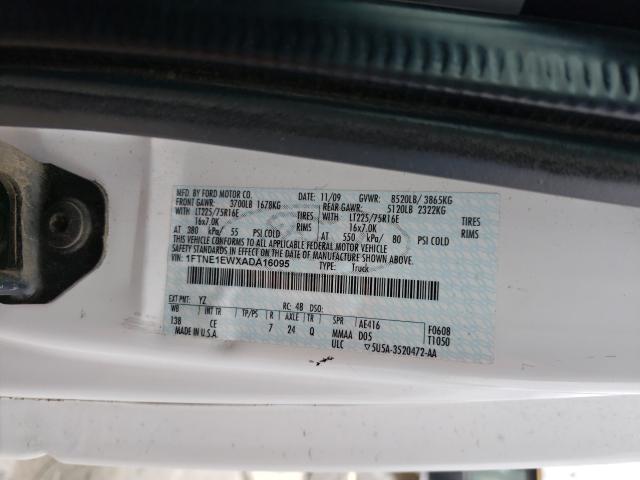 MFD. BY FORD MOTOR CO.
DATE: 11/09 GVWR: 8520LB/ 3865KG
FRONT GAWR: 3700LB 1678KG
REAR GAWR: 5120LB 2322KG
WITH LT225/75R16E TIRES
WITH LT225/75R16E TIRES
16x7.0K RIMS
16x7.0K RIMS
AT 380 kPa/ 55 PSI COLD
AT 550 kPa/ 80 PSI COLD
THIS VEHICLE CONFORMS TO ALL APPLICABLE FEDERAL MOTOR VEHICLE
SAFETY STANDARDS IN EFFECT ON THE DATE OF MANUFACTURE SHOWN ABOVE.
VIN: 1FTNE1EWXADA16095
TYPE: Truck
EXT PNT: YZ RC: 48 DSO:
WB INT TR TP/PS R AXLE TR SPR AE416 F0608
138 CE 7 24 Q MMAA D05 T1050
MADE IN U.S.A. ULC ▽5U5A-3520472-AA